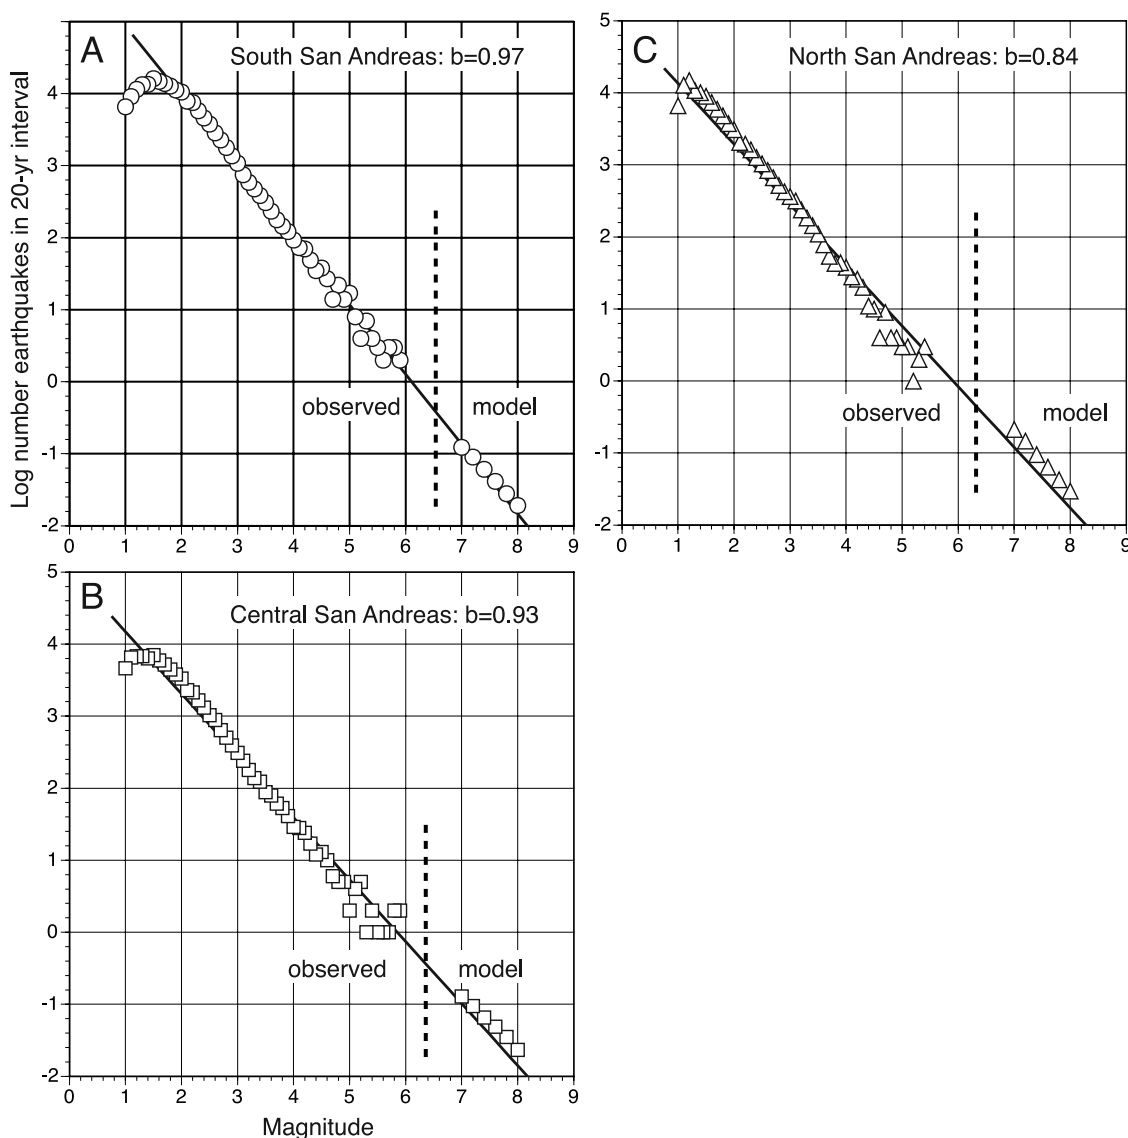 A
South San Andreas: b=0.97
Log number earthquakes in 20-yr interval
4
3
2
1
0
-1
-2
observed
model
0 1 2 3 4 5 6 7 8 9
C
North San Andreas: b=0.84
5
4
3
2
1
0
-1
-2
observed
model
0 1 2 3 4 5 6 7 8 9
B
Central San Andreas: b=0.93
5
4
3
2
1
0
-1
-2
observed
model
0 1 2 3 4 5 6 7 8 9
Magnitude